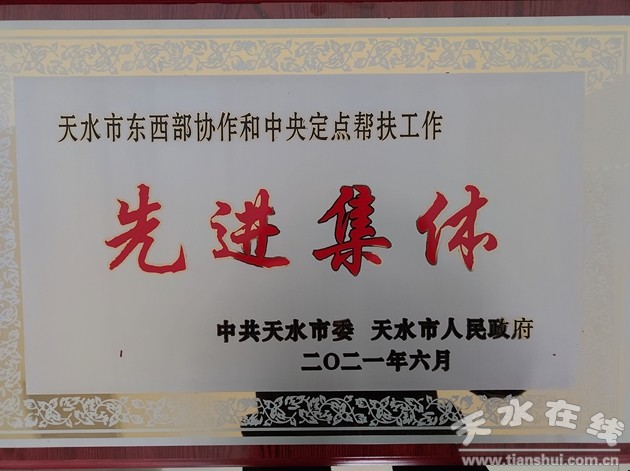 天水市东西部协作和中央定点帮扶工作
先进集体
中共天水市委 天水市人民政府
二〇二一年六月
天水在线
www.tianshui.com.cn